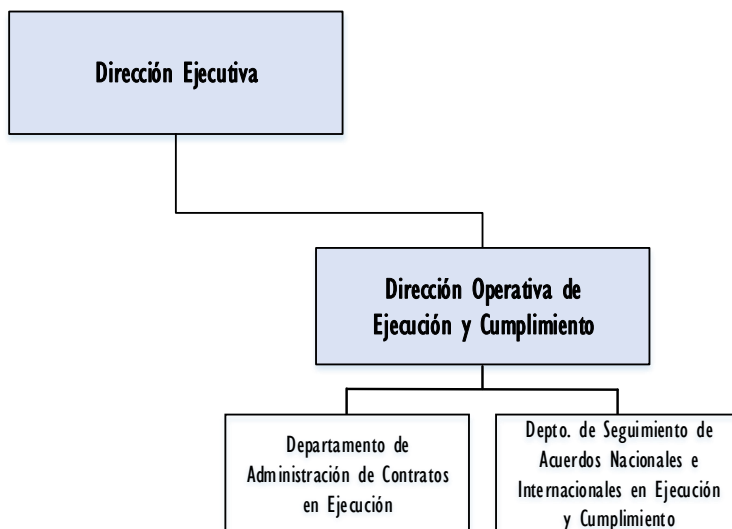 Dirección Ejecutiva
Dirección Operativa de
Ejecución y Cumplimiento
Departamento de
Administración de Contratos
en Ejecución
Depto. de Seguimiento de
Acuerdos Nacionales e
Internacionales en Ejecución
y Cumplimiento